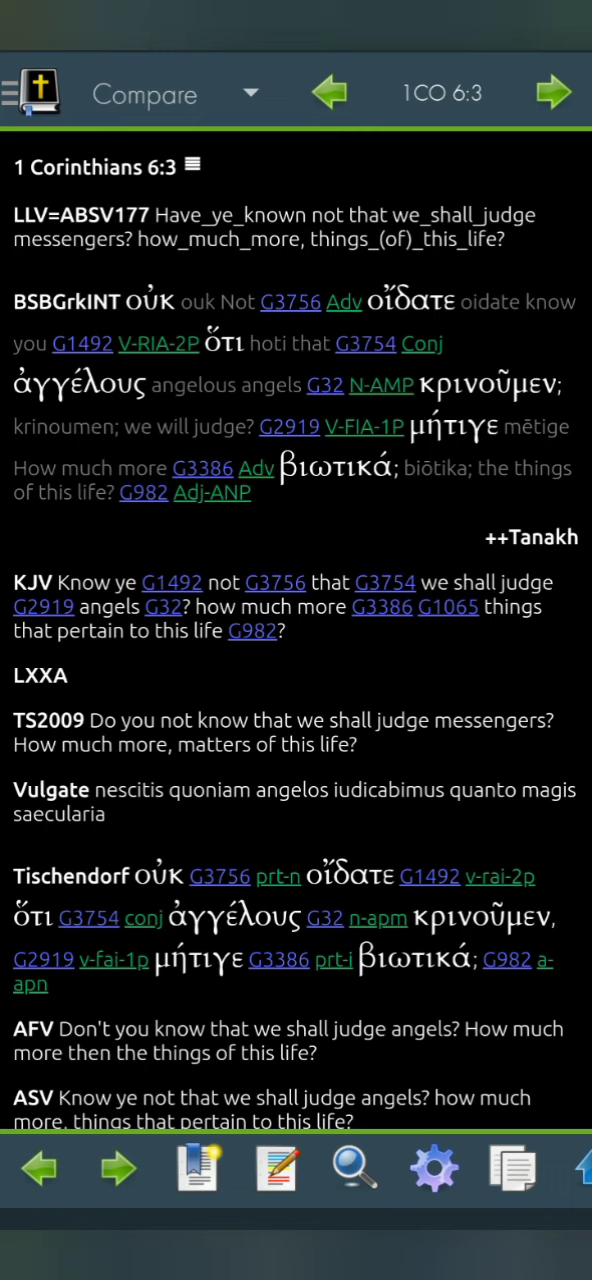 Compare
1CO 6:3
1 Corinthians 6:3
LLV=ABSV177 Have_ye_known not that we_shall_judge
messengers? how_much_more, things_(of)_this_life?
BSBGrkINT οὐκ ouk Not G3756 Adv οἴδατε oidate know
you G1492 V-RIA-2P ὅτι hoti that G3754 Conj
ἀγγέλους angelous angels G32 N-AMP κρινοῦμεν;
krinoumen; we will judge? G2919 V-FIA-1P μήτιγε mētige
How much more G3386 Adv βιωτικά; biōtika; the things
of this life? G982 Adj-ANP
++Tanakh
KJV Know ye G1492 not G3756 that G3754 we shall judge
G2919 angels G32? how much more G3386 G1065 things
that pertain to this life G982?
LXXA
TS2009 Do you not know that we shall judge messengers?
How much more, matters of this life?
Vulgate nescitis quoniam angelos iudicabimus quanto magis
saecularia
Tischendorf οὐκ G3756 prt-n οἴδατε G1492 v-rai-2p
ὅτι G3754 conj ἀγγέλους G32 n-apm κρινοῦμεν,
G2919 v-fai-1p μήτιγε G3386 prt-i βιωτικά; G982 a-
apn
AFV Don't you know that we shall judge angels? How much
more then the things of this life?
ASV Know ye not that we shall judge angels? how much
more, things that pertain to this life?